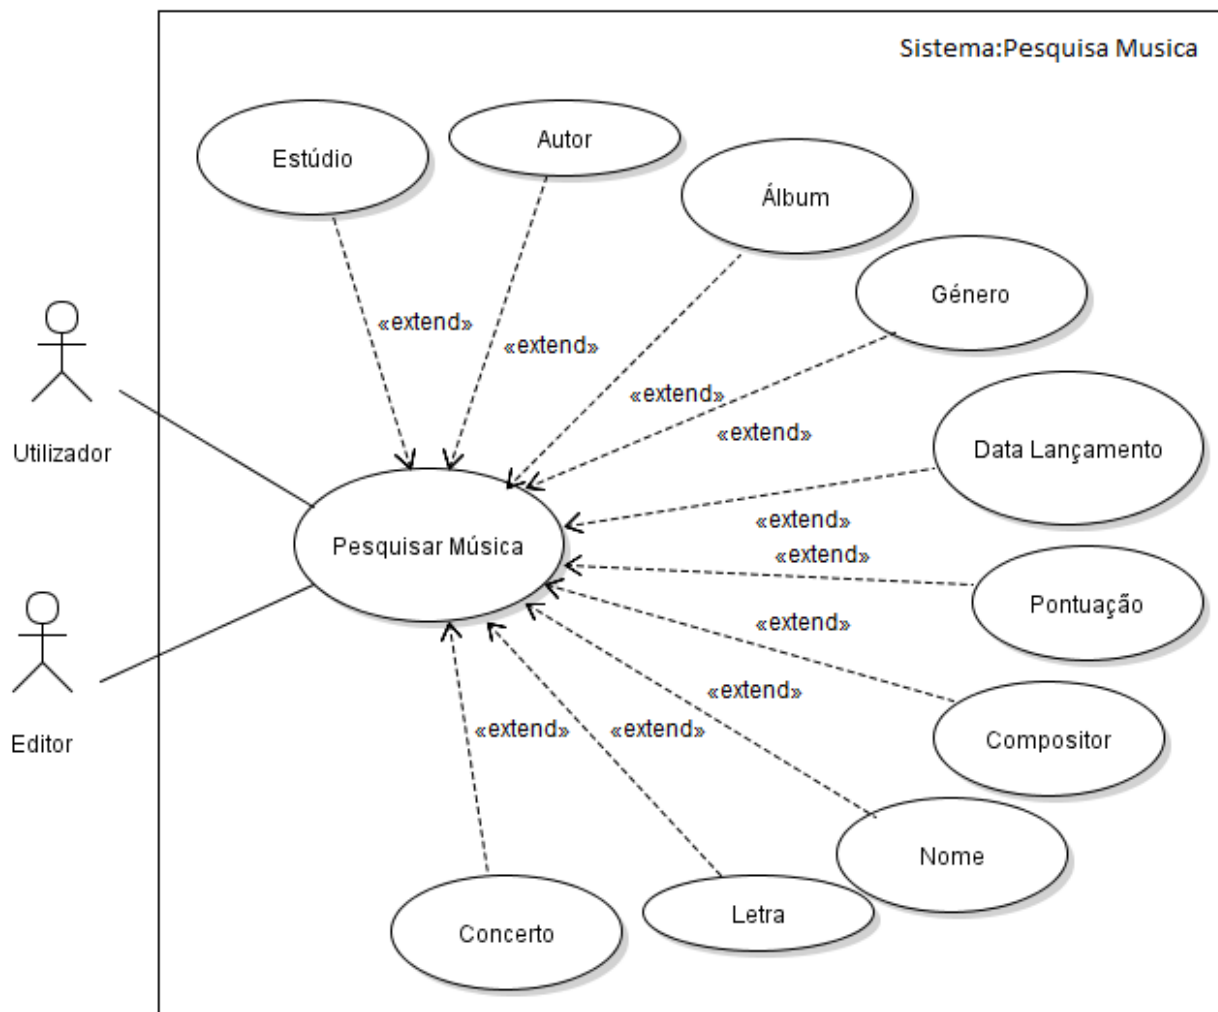 Sistema:Pesquisa Musica
Autor
Estúdio
Álbum
Género
«extend»
«extend»
«extend»
«extend»
Utilizador
Data Lançamento
«extend»
Pesquisar Música
«extend»
Pontuação
«extend»
«extend»
«extend»
«extend»
Editor
Compositor
Nome
Letra
Concerto